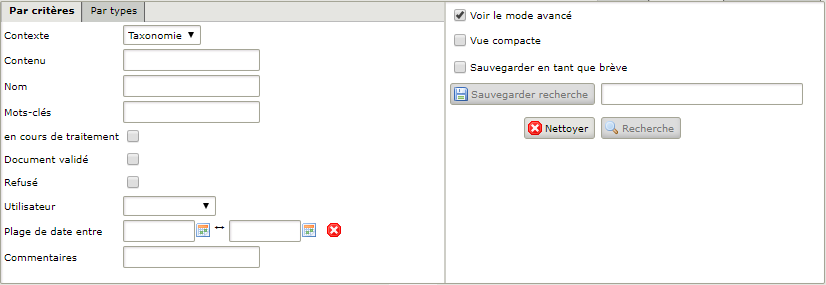 Par critères
Par types
Contexte
Taxonomie
Contenu
Nom
Mots-clés
en cours de traitement
Document validé
Refusé
Utilisateur
Plage de date entre
Commentaires
Voir le mode avancé
Vue compacte
Sauvegarder en tant que brève
Sauvegarder recherche
Nettoyer
Recherche